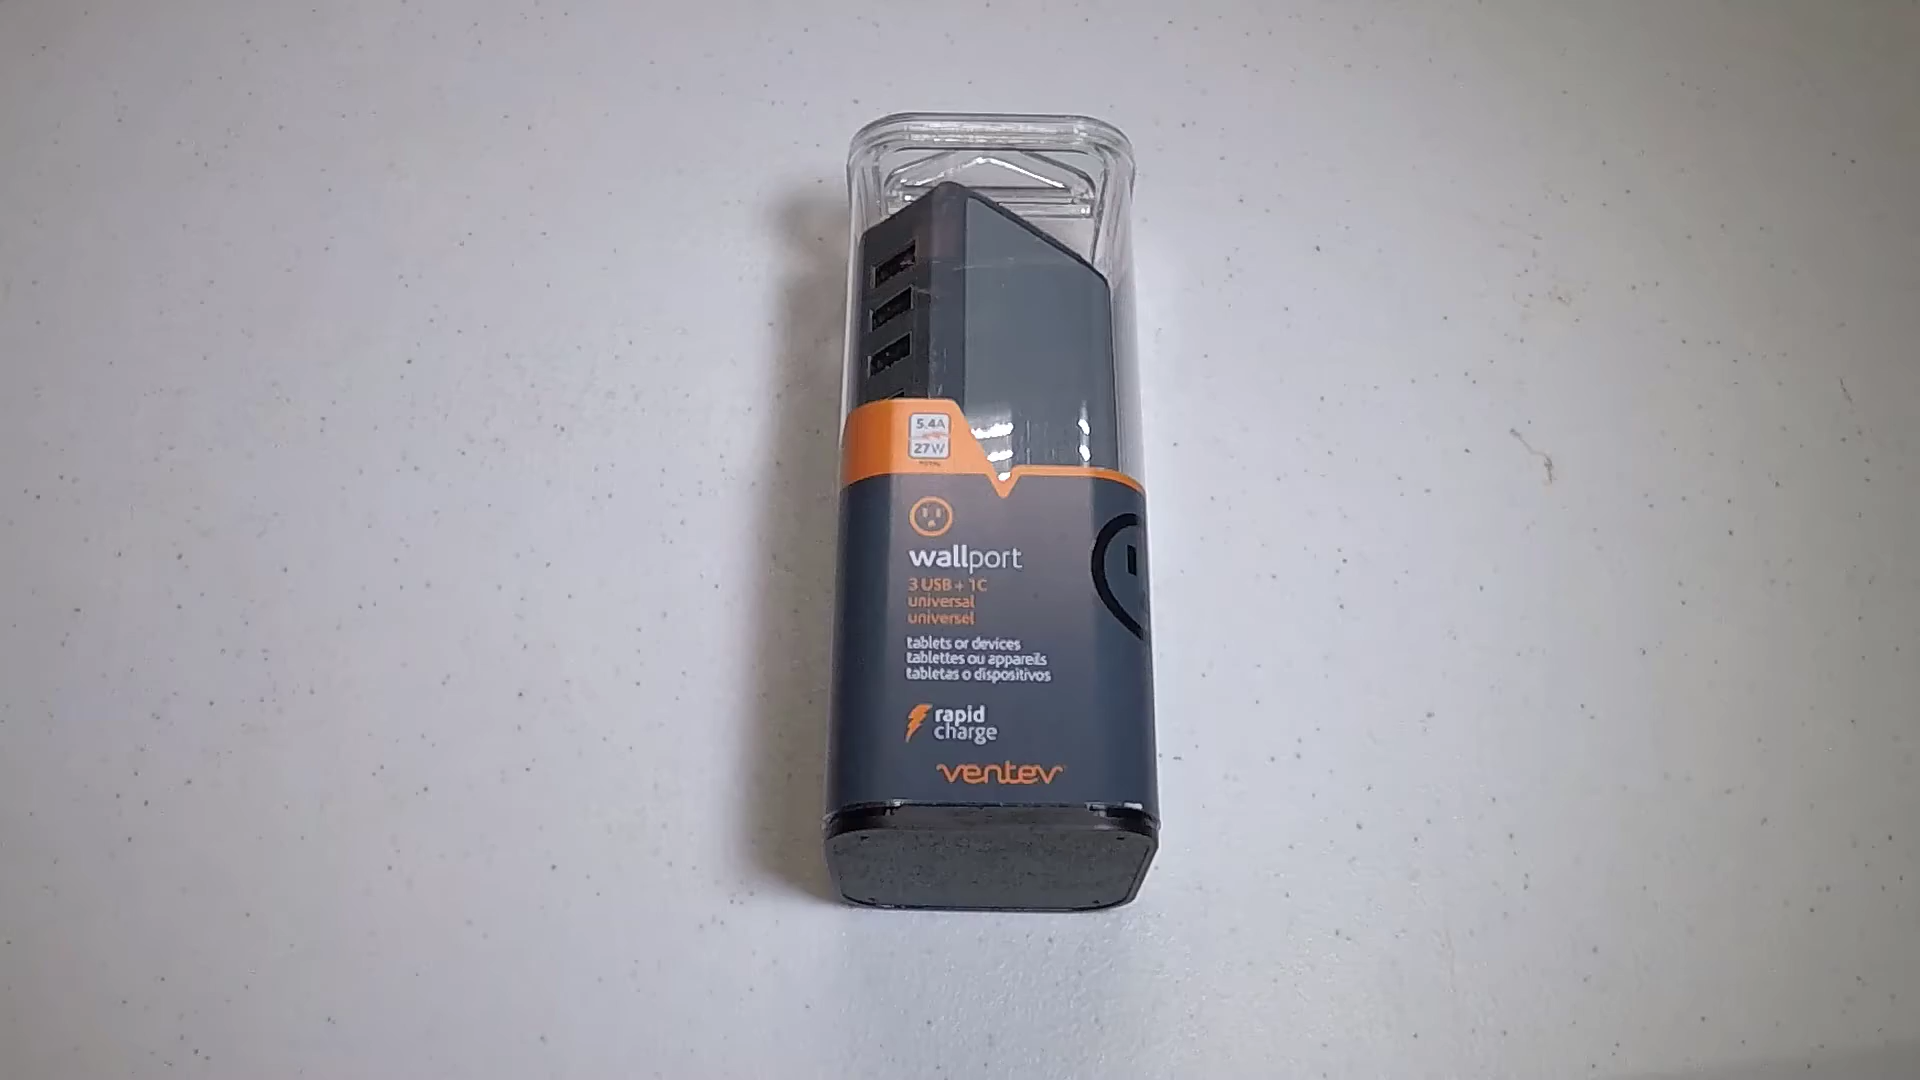 5.4A
27W
TOTAL
wallport
3 USB + 1C
universal
universel
tablets or devices
tablettes ou appareils
tabletas o dispositivos
rapid
charge
ventev